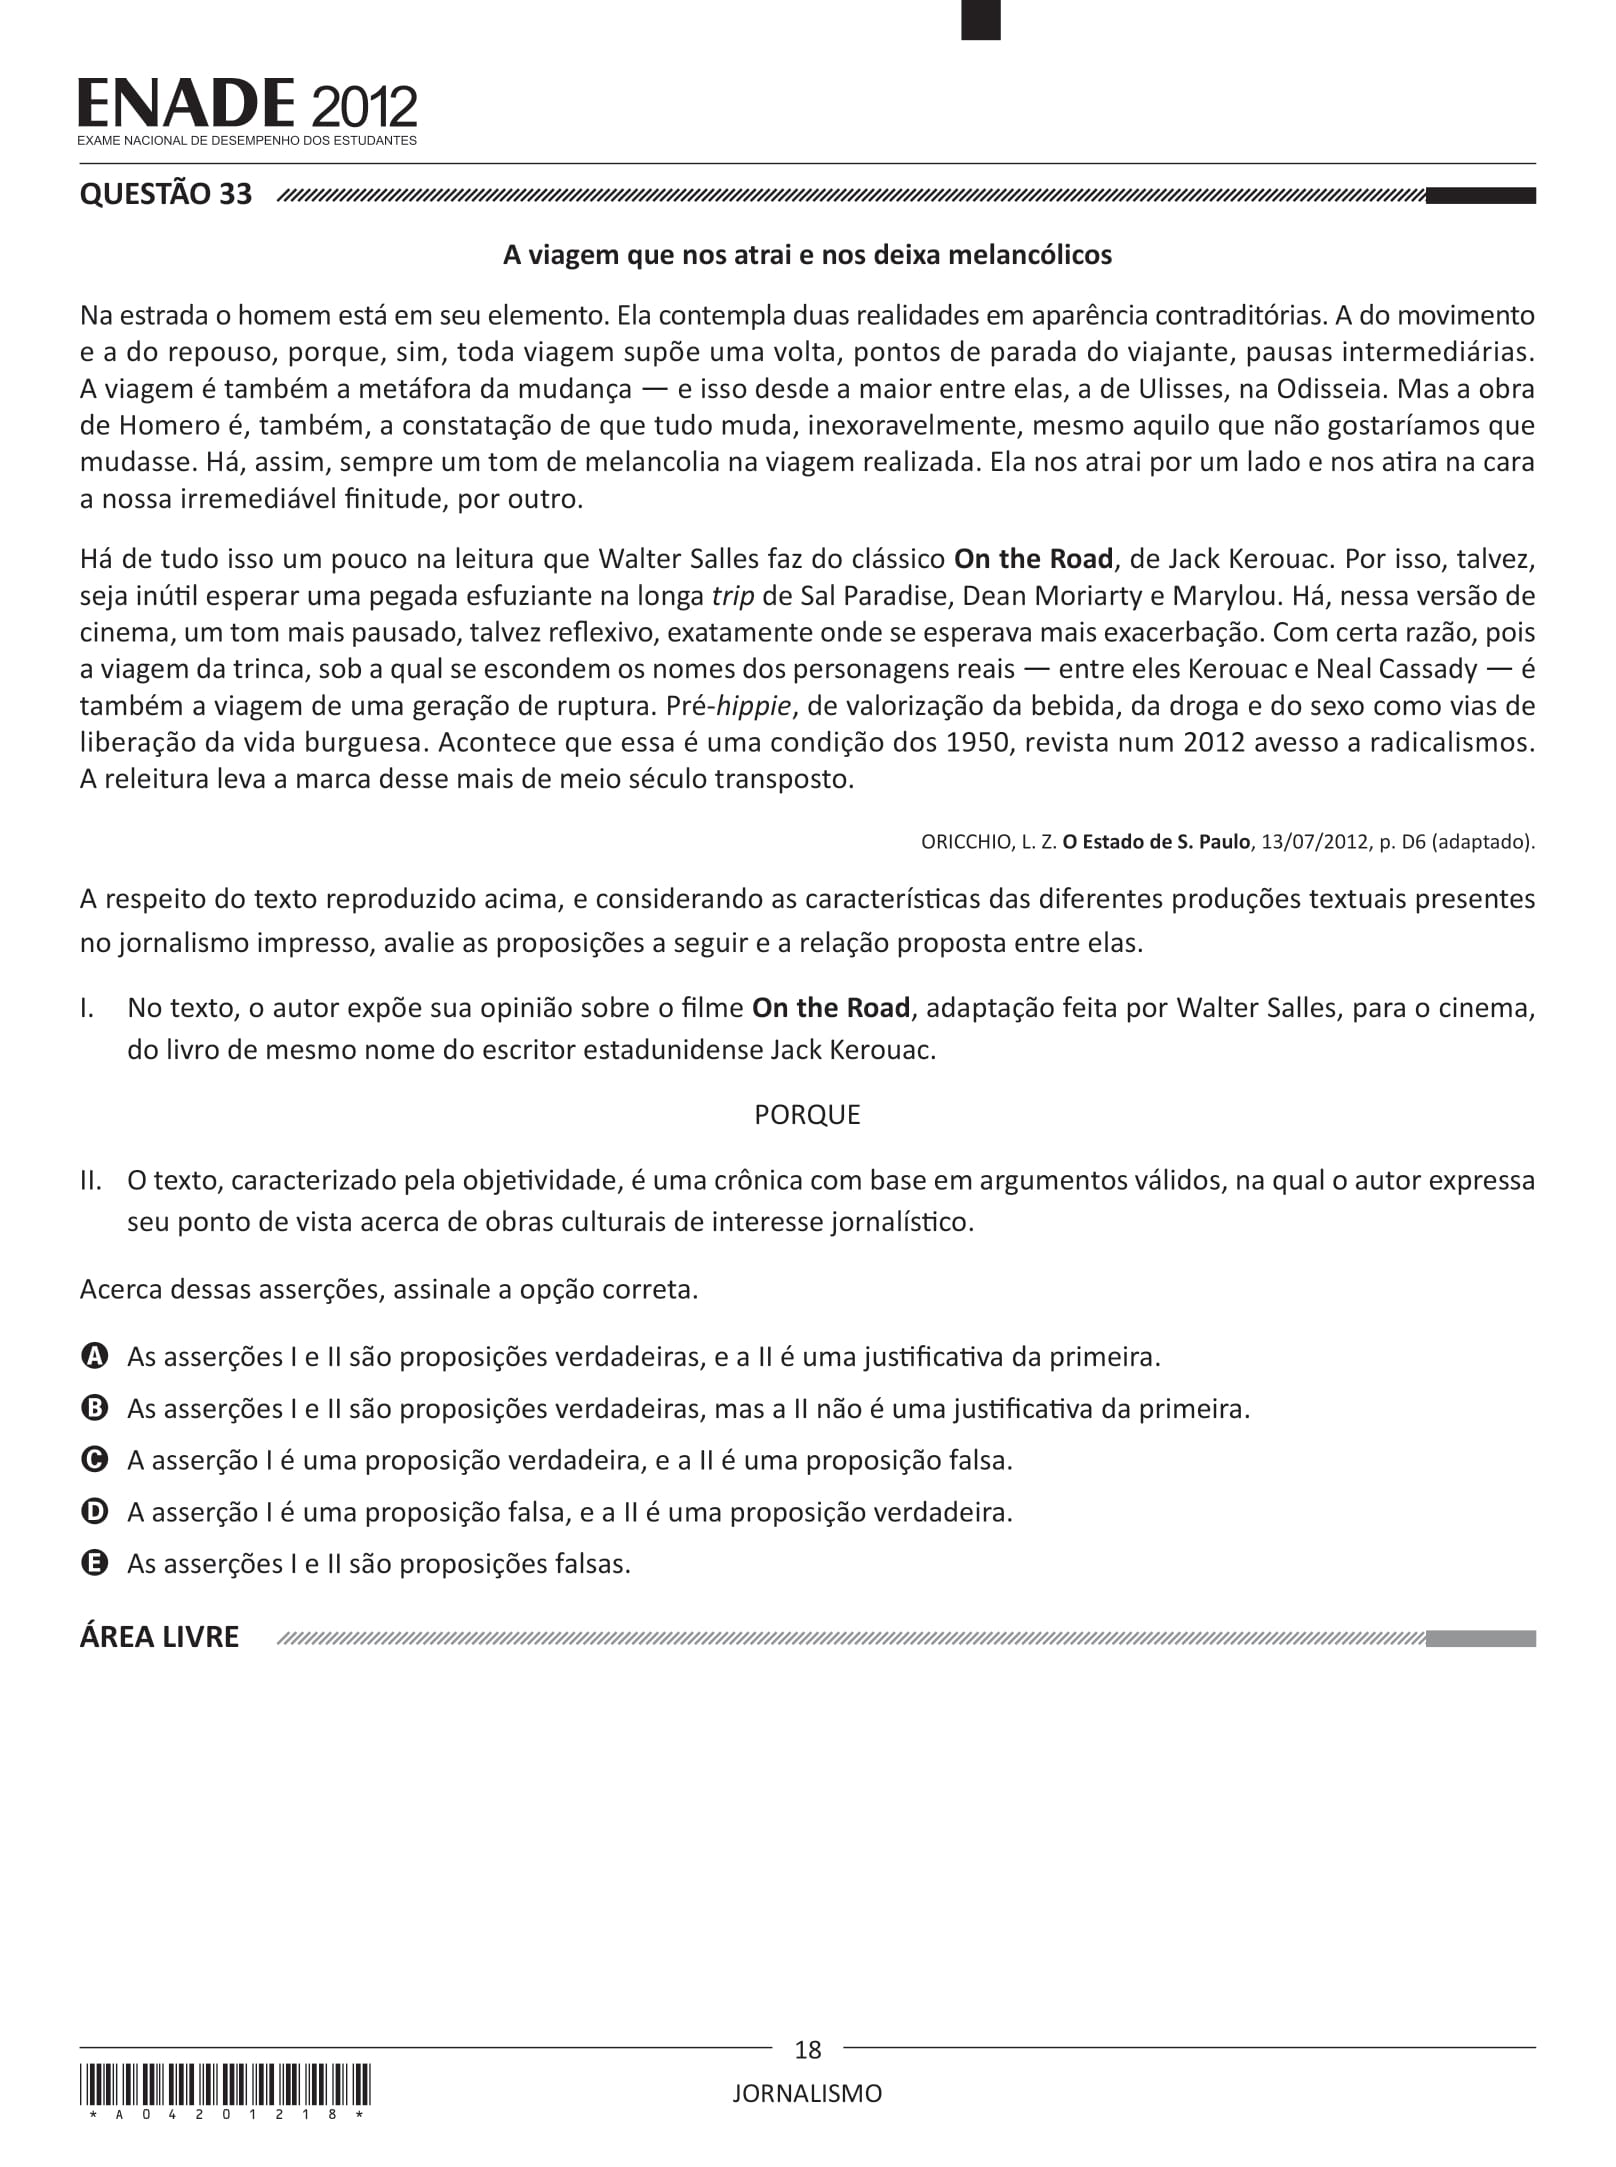 ENADE 2012
EXAME NACIONAL DE DESEMPENHO DOS ESTUDANTES
QUESTÃO 33
A viagem que nos atrai e nos deixa melancólicos
Na estrada o homem está em seu elemento. Ela contempla duas realidades em aparência contraditórias. A do movimento
e a do repouso, porque, sim, toda viagem supõe uma volta, pontos de parada do viajante, pausas intermediárias.
A viagem é também a metáfora da mudança — e isso desde a maior entre elas, a de Ulisses, na Odisseia. Mas a obra
de Homero é, também, a constatação de que tudo muda, inexoravelmente, mesmo aquilo que não gostaríamos que
mudasse. Há, assim, sempre um tom de melancolia na viagem realizada. Ela nos atrai por um lado e nos atira na cara
a nossa irremediável finitude, por outro.
Há de tudo isso um pouco na leitura que Walter Salles faz do clássico On the Road, de Jack Kerouac. Por isso, talvez,
seja inútil esperar uma pegada esfuziante na longa trip de Sal Paradise, Dean Moriarty e Marylou. Há, nessa versão de
cinema, um tom mais pausado, talvez reflexivo, exatamente onde se esperava mais exacerbação. Com certa razão, pois
a viagem da trinca, sob a qual se escondem os nomes dos personagens reais — entre eles Kerouac e Neal Cassady — é
também a viagem de uma geração de ruptura. Pré-hippie, de valorização da bebida, da droga e do sexo como vias de
liberação da vida burguesa. Acontece que essa é uma condição dos 1950, revista num 2012 avesso a radicalismos.
A releitura leva a marca desse mais de meio século transposto.
ORICCHIO, L. Z. O Estado de S. Paulo, 13/07/2012, p. D6 (adaptado).
A respeito do texto reproduzido acima, e considerando as características das diferentes produções textuais presentes
no jornalismo impresso, avalie as proposições a seguir e a relação proposta entre elas.
I. No texto, o autor expõe sua opinião sobre o filme On the Road, adaptação feita por Walter Salles, para o cinema,
do livro de mesmo nome do escritor estadunidense Jack Kerouac.
PORQUE
II. O texto, caracterizado pela objetividade, é uma crônica com base em argumentos válidos, na qual o autor expressa
seu ponto de vista acerca de obras culturais de interesse jornalístico.
Acerca dessas asserções, assinale a opção correta.
A As asserções I e II são proposições verdadeiras, e a II é uma justificativa da primeira.
B As asserções I e II são proposições verdadeiras, mas a II não é uma justificativa da primeira.
C A asserção I é uma proposição verdadeira, e a II é uma proposição falsa.
D A asserção I é uma proposição falsa, e a II é uma proposição verdadeira.
E As asserções I e II são proposições falsas.
ÁREA LIVRE
18
JORNALISMO
*A04201218*